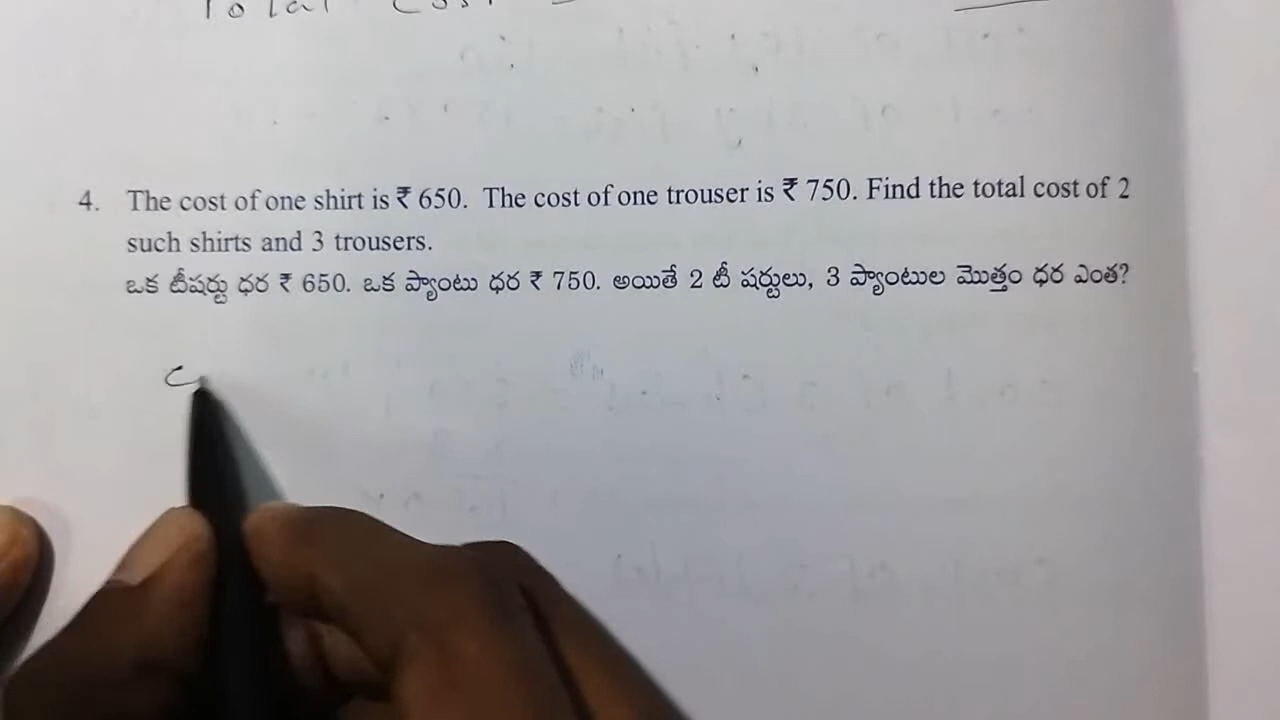 Total Cost
4. The cost of one shirt is ₹ 650. The cost of one trouser is ₹ 750. Find the total cost of 2
such shirts and 3 trousers.
ఒక టీషర్టు ధర ₹ 650. ఒక ప్యాంటు ధర ₹ 750. అయితే 2 టీ షర్టులు, 3 ప్యాంటుల మొత్తం ధర ఎంత?